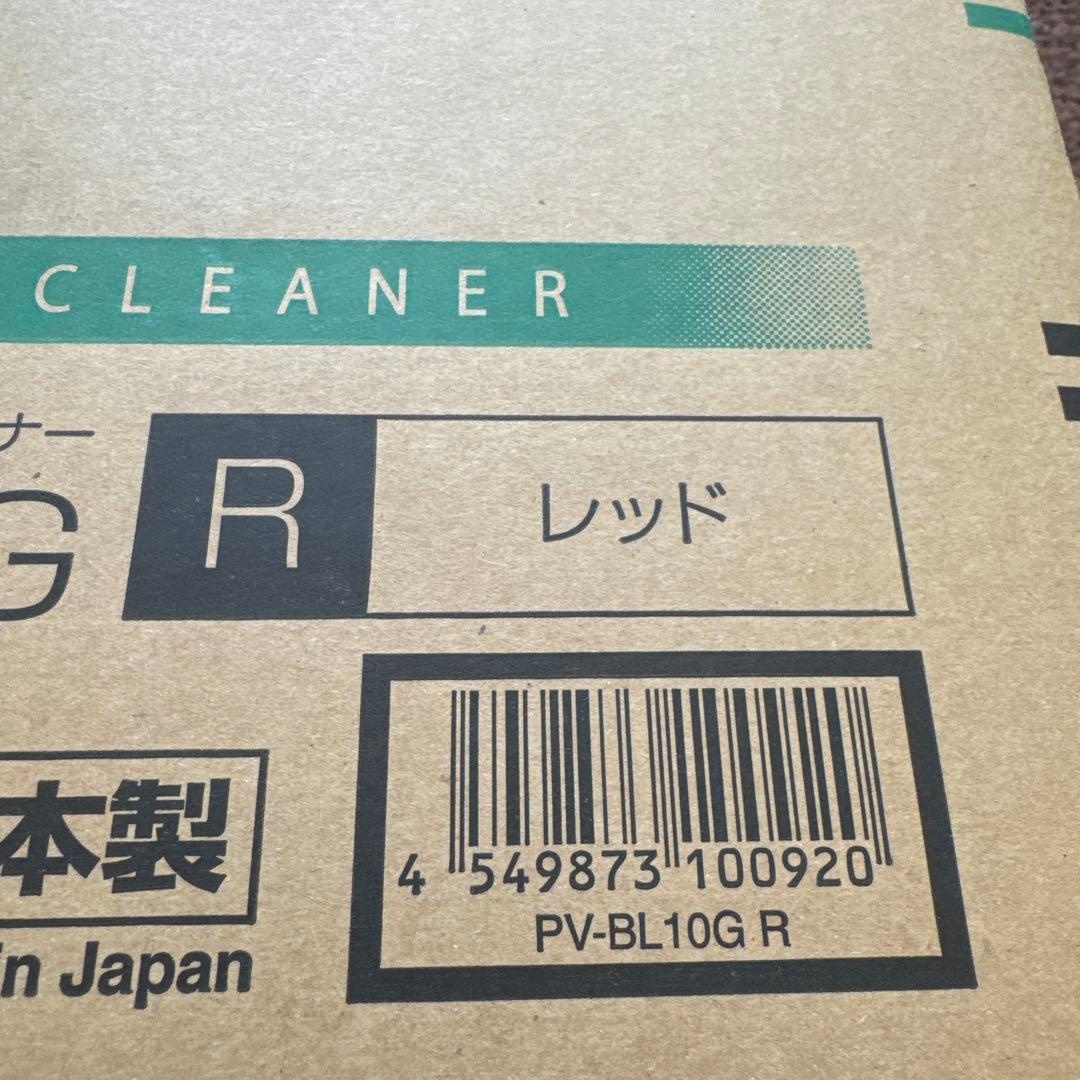 CLEANER
ナー
G R レッド
本製
in Japan
4 549873 100920
PV-BL10G R